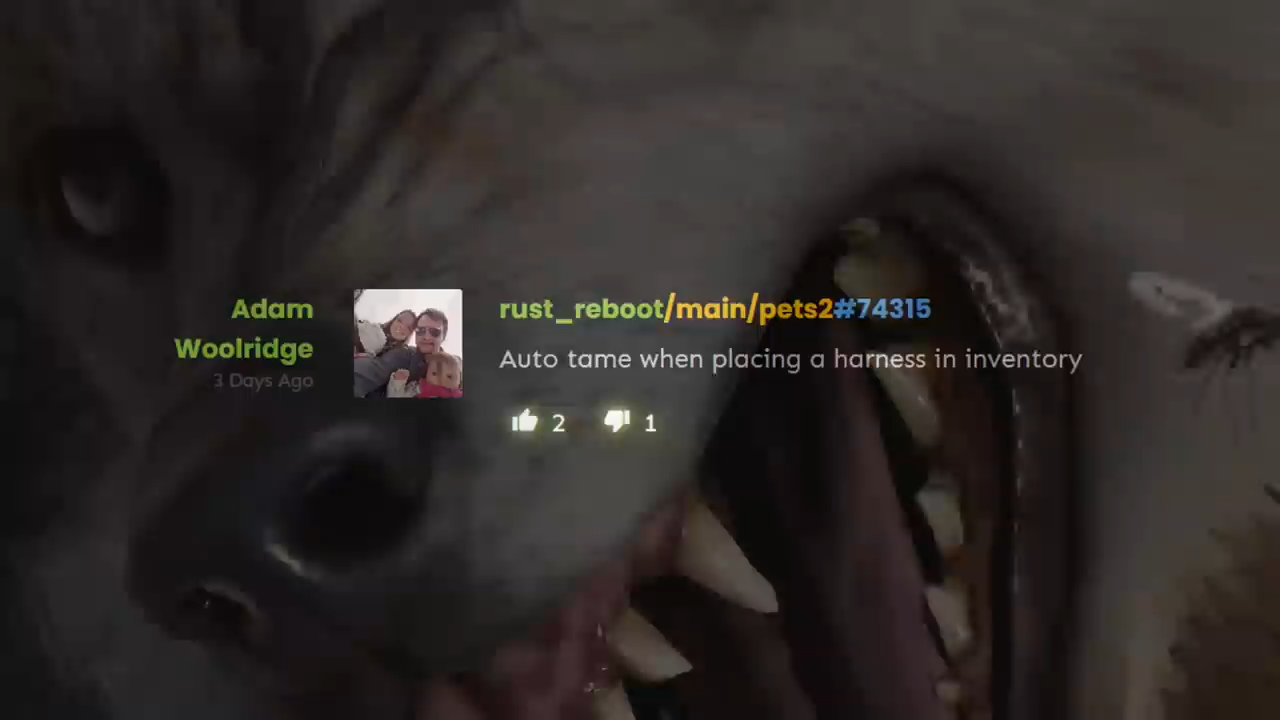 Adam
Woolridge
3 Days Ago
rust_reboot/main/pets2#74315
Auto tame when placing a harness in inventory
2 1